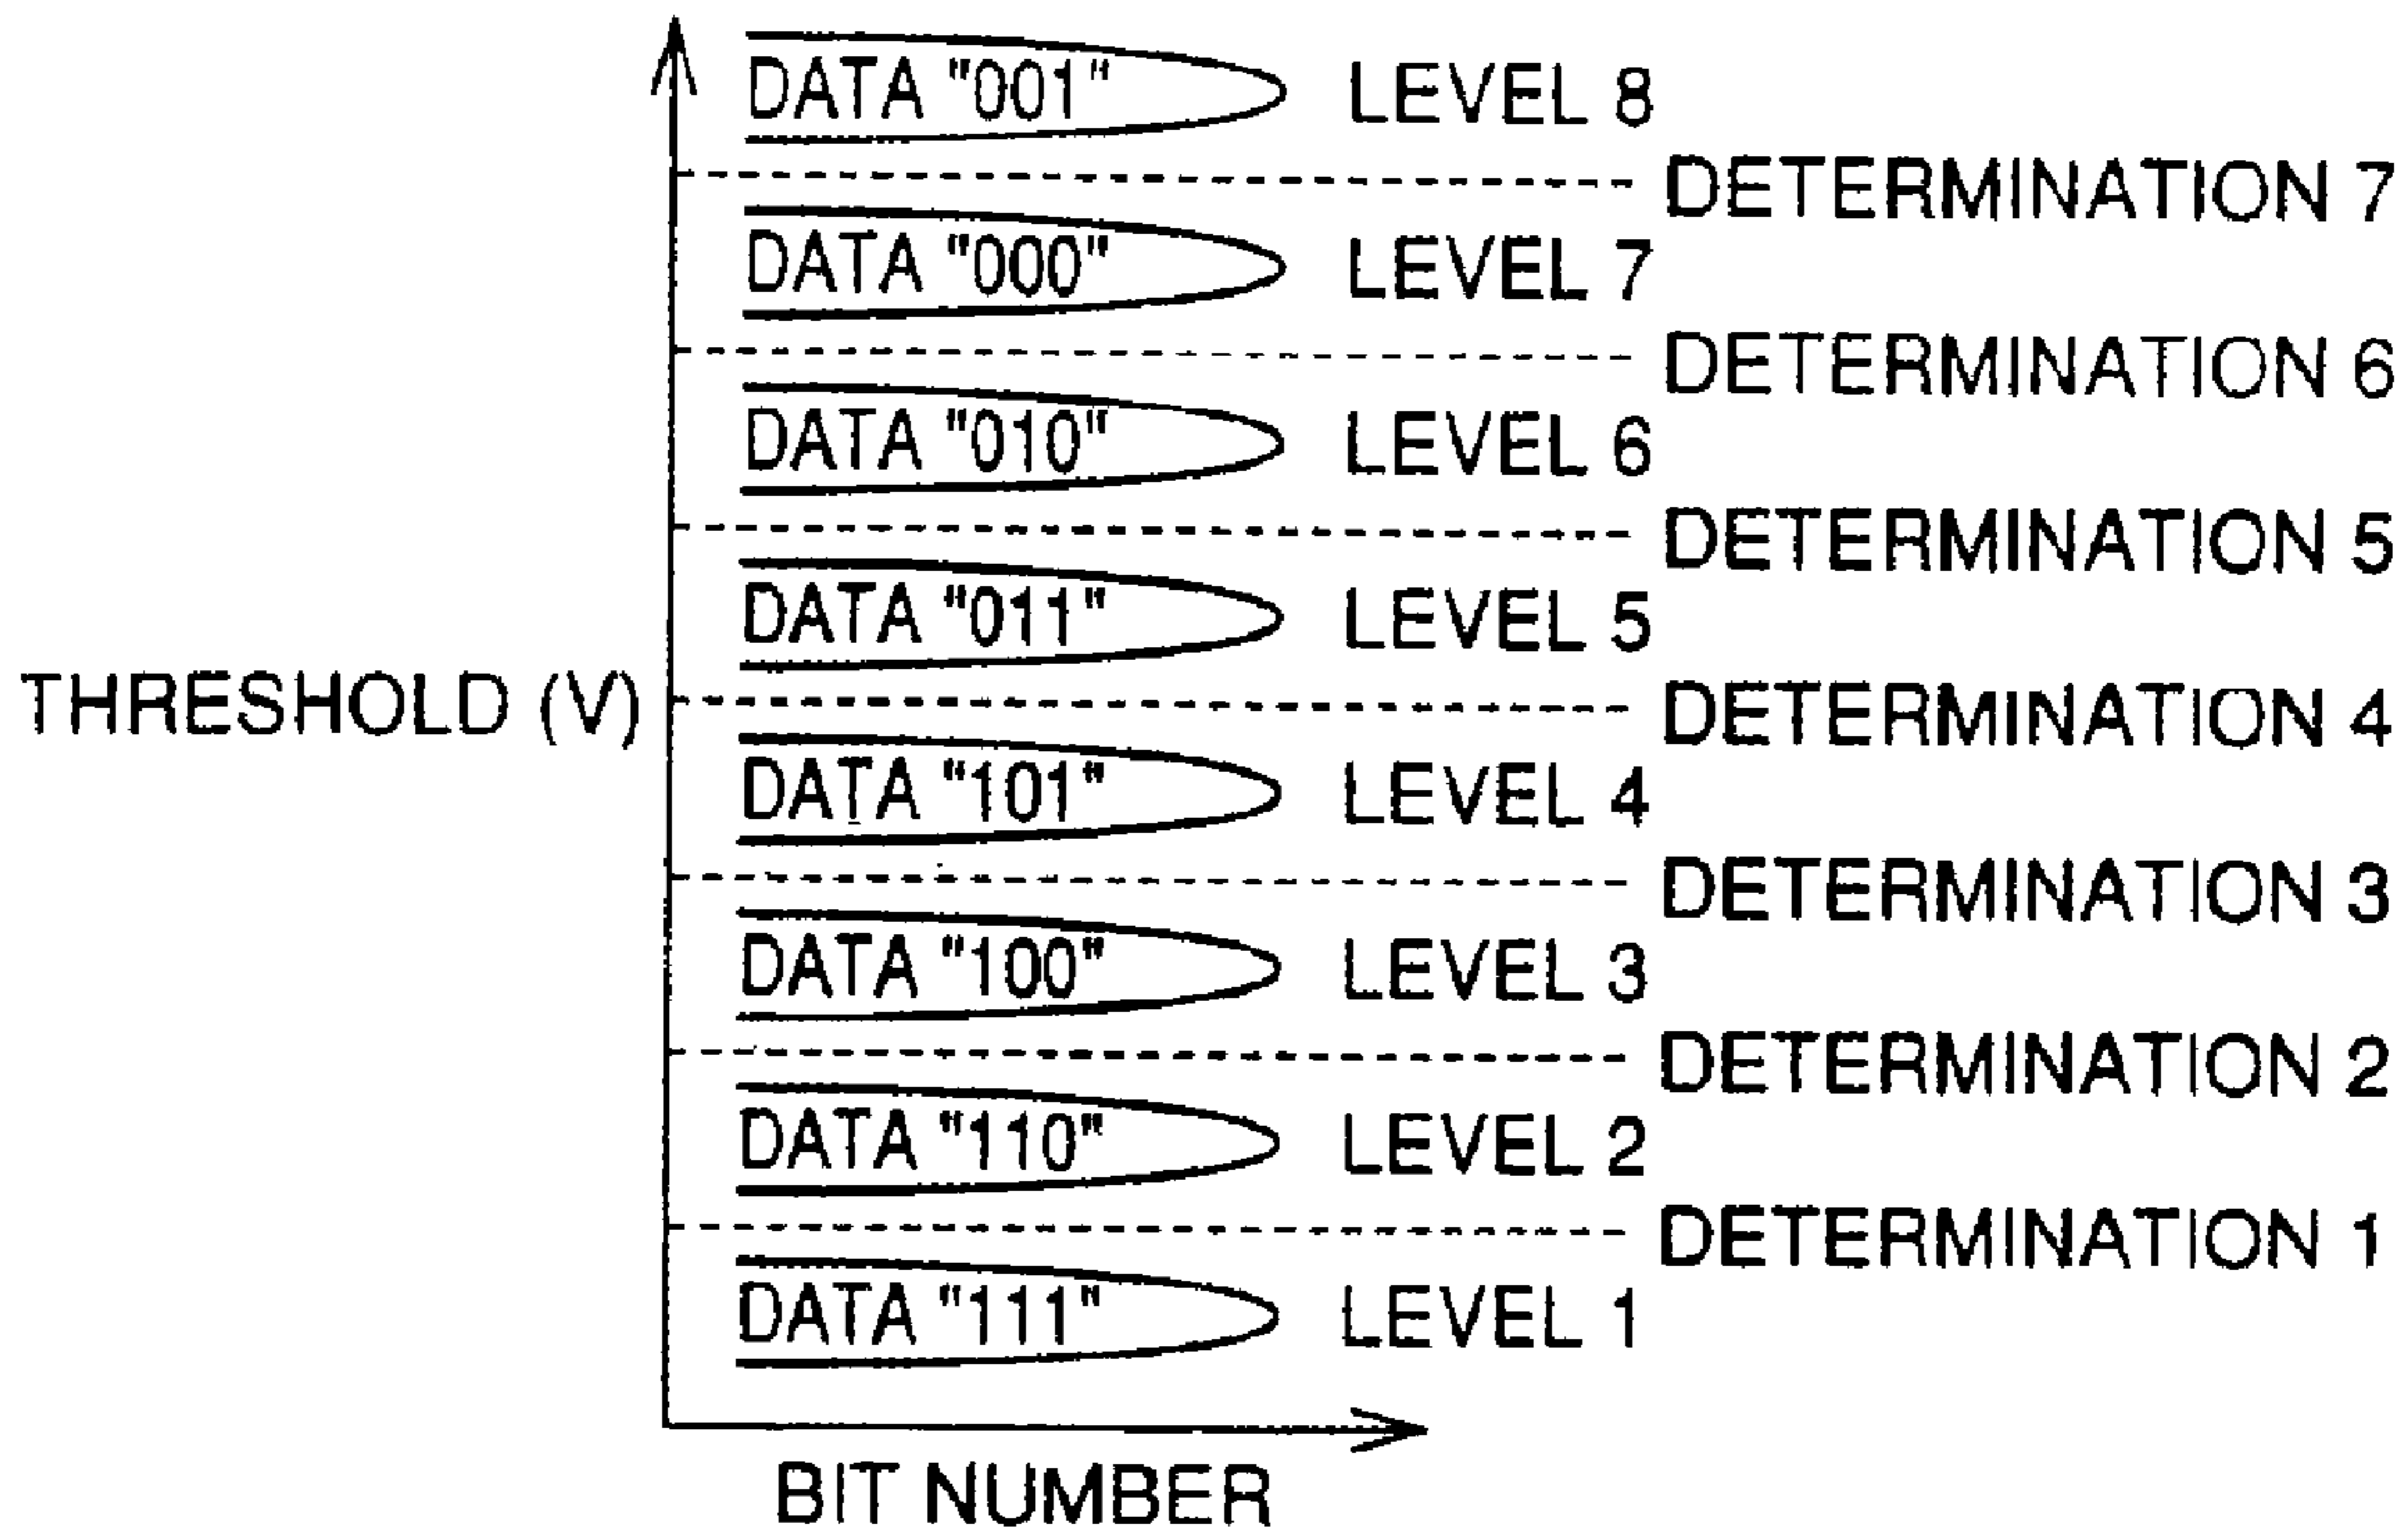 DATA "001" LEVEL 8
DETERMINATION 7
DATA "000" LEVEL 7
DETERMINATION 6
DATA "010" LEVEL 6
DETERMINATION 5
DATA "011" LEVEL 5
THRESHOLD (V) DETERMINATION 4
DATA "101" LEVEL 4
DETERMINATION 3
DATA "100" LEVEL 3
DETERMINATION 2
DATA "110" LEVEL 2
DETERMINATION 1
DATA "111" LEVEL 1
BIT NUMBER